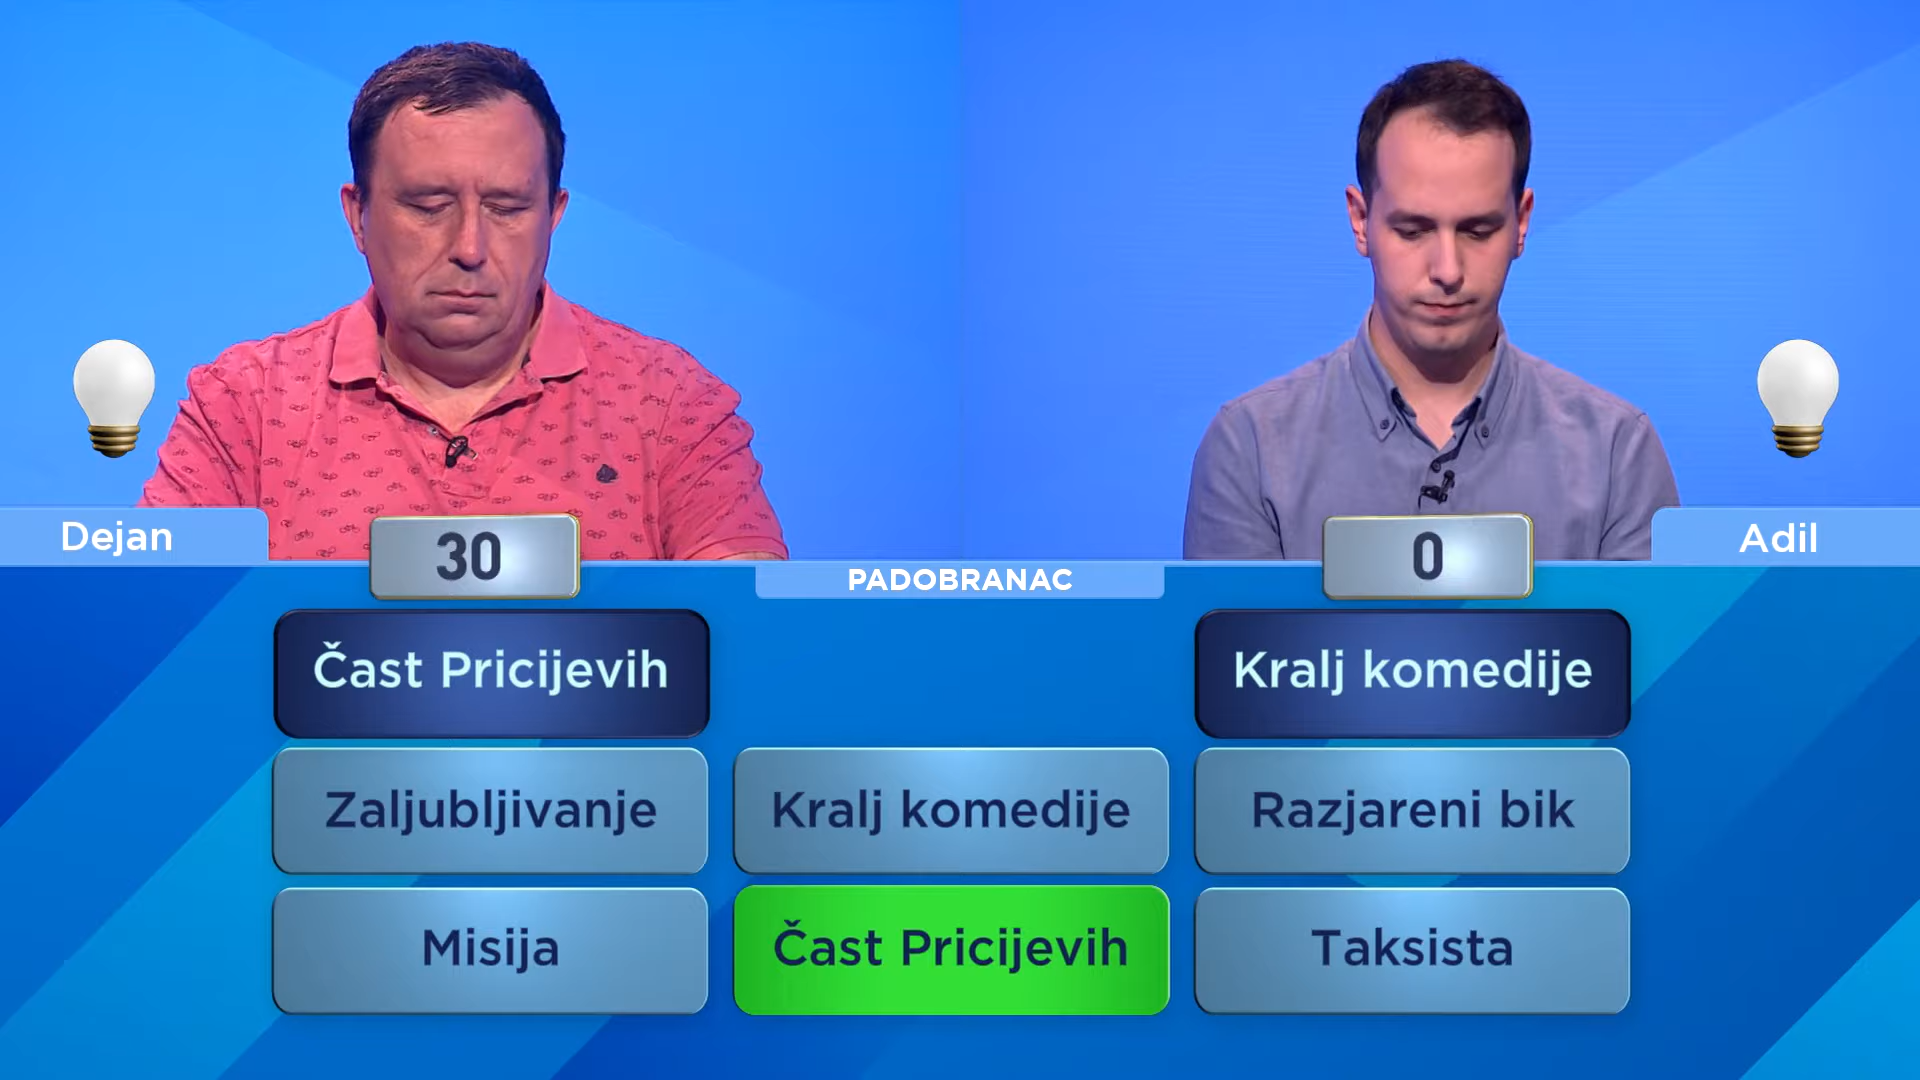 Dejan
30
PADOBRANAC
0
Adil
Čast Pricijevih
Kralj komedije
Zaljubljivanje
Kralj komedije
Razjareni bik
Misija
Čast Pricijevih
Taksista